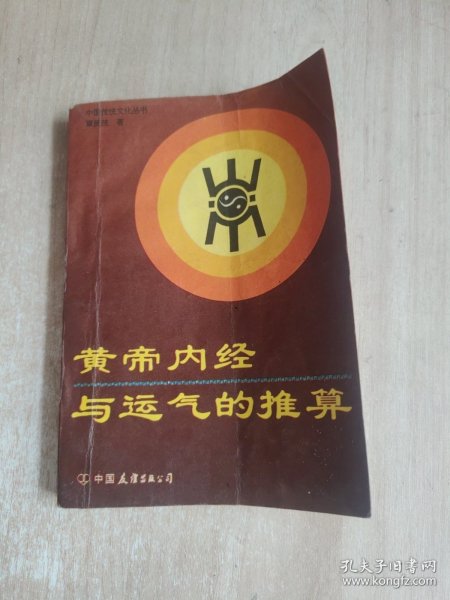 中国传统文化丛书
著
黄帝内经
与运气的推算
中国友谊出版公司
孔夫子旧书网
www.kongfz.com